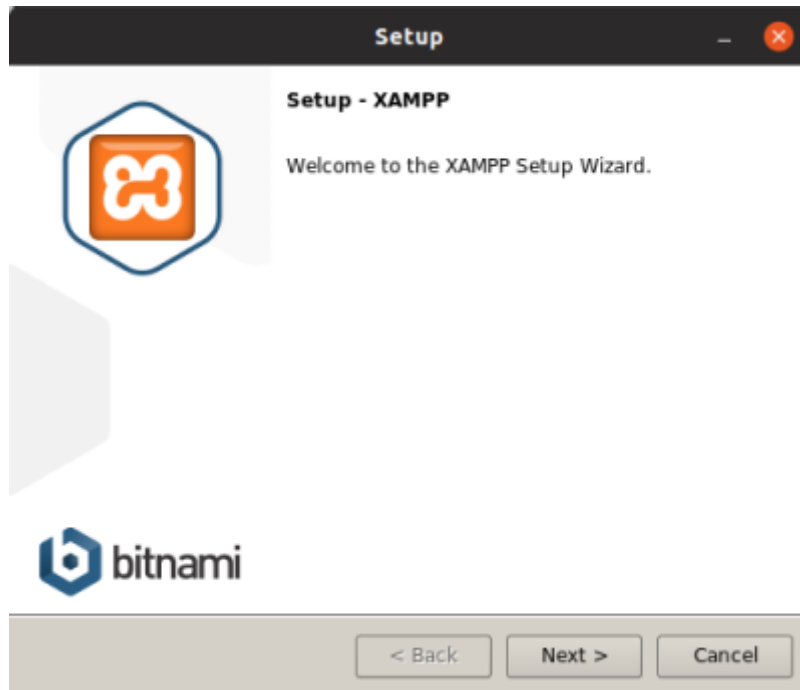 Setup
Setup - XAMPP
Welcome to the XAMPP Setup Wizard.
bitnami
< Back
Next >
Cancel